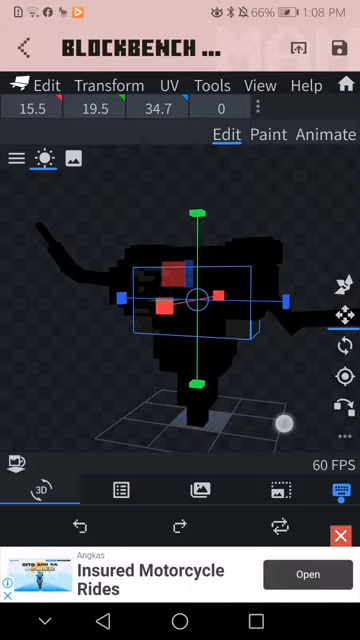 66% 1:08 PM
BLOCKBENCH ...
Edit Transform UV Tools View Help
15.5 19.5 34.7 0
Edit Paint Animate
60 FPS
3D
Angkas
Insured Motorcycle
Rides
Open